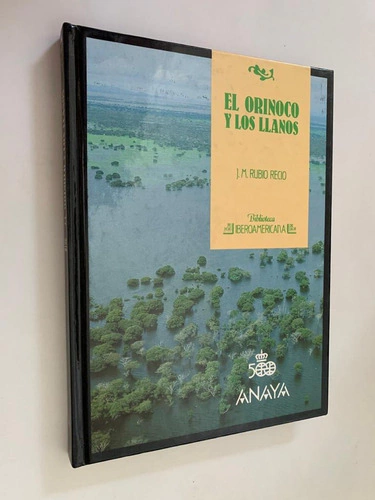 EL ORINOCO
Y LOS LLANOS
J. M. RUBIO RECIO
Biblioteca
IBEROAMERICANA
500
ANAYA